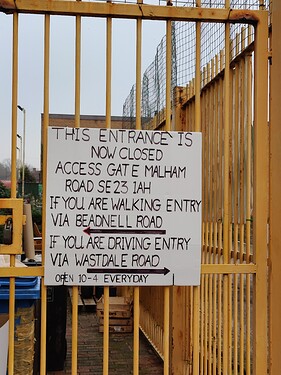 THIS ENTRANCE IS
NOW CLOSED
ACCESS GATE MALHAM
ROAD SE23 1AH
IF YOU ARE WALKING ENTRY
VIA BEADNELL ROAD
IF YOU ARE DRIVING ENTRY
VIA WASTDALE ROAD
OPEN 10-4 EVERYDAY